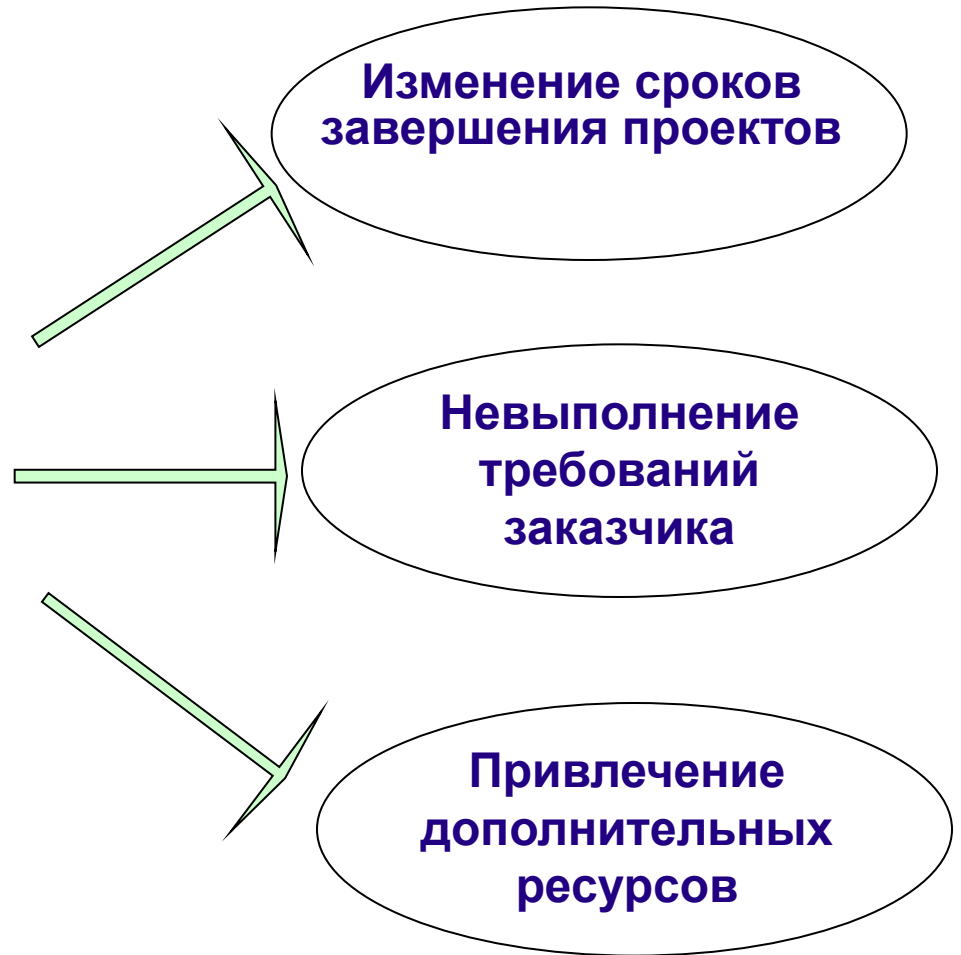 Изменение сроков
завершения проектов
Невыполнение
требований
заказчика
Привлечение
дополнительных
ресурсов